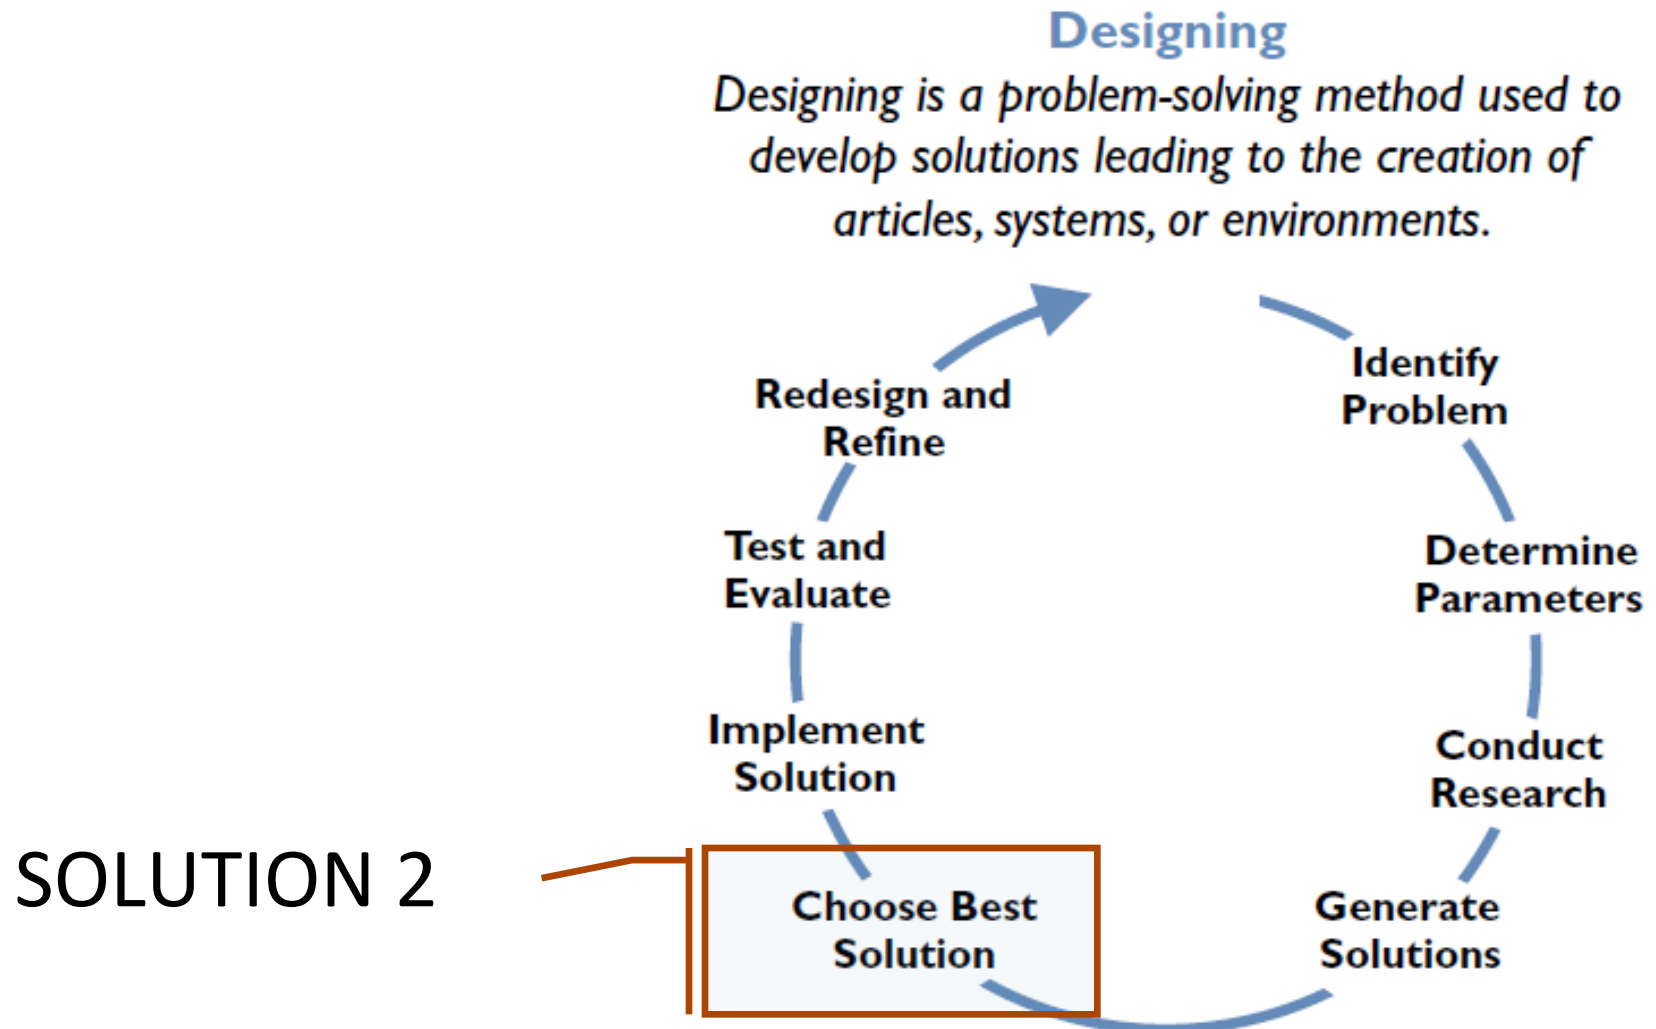 Designing
Designing is a problem-solving method used to
develop solutions leading to the creation of
articles, systems, or environments.
Identify
Problem
Determine
Parameters
Conduct
Research
Generate
Solutions
Choose Best
Solution
SOLUTION 2
Implement
Solution
Test and
Evaluate
Redesign and
Refine